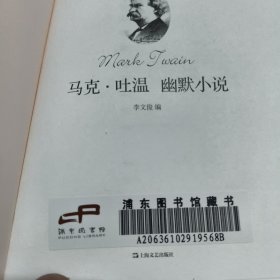 Mark Twain
马克·吐温 幽默小说
李文俊 编
浦东图书馆藏书
A20636102919568B
上海文艺出版社